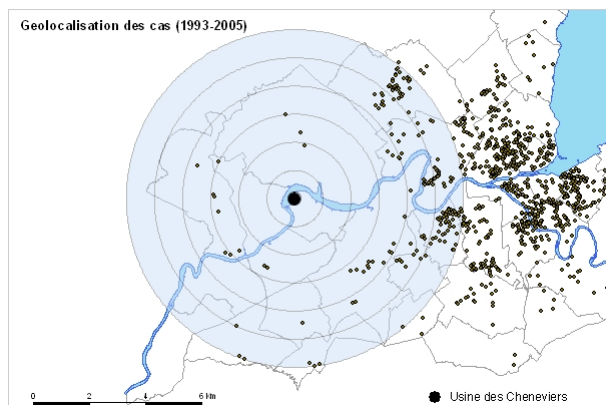 Geolocalisation des cas (1993-2005)
0 2 4 6 Km
Usine des Cheneviers